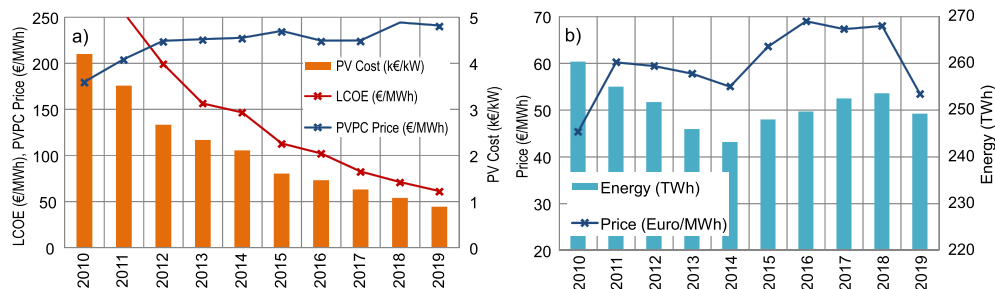 a)
LCOE (€/MWh), PVPC Price (€/MWh)
250
200
150
100
50
0
PV Cost (k€/kW)
LCOE (€/MWh)
PVPC Price (€/MWh)
5
4
3
2
1
0
PV Cost (k€/kW)
2010 2011 2012 2013 2014 2015 2016 2017 2018 2019
b)
Price (€/MWh)
70
60
50
40
30
20
Energy (TWh)
Price (Euro/MWh)
270
260
250
240
230
220
Energy (TWh)
2010 2011 2012 2013 2014 2015 2016 2017 2018 2019